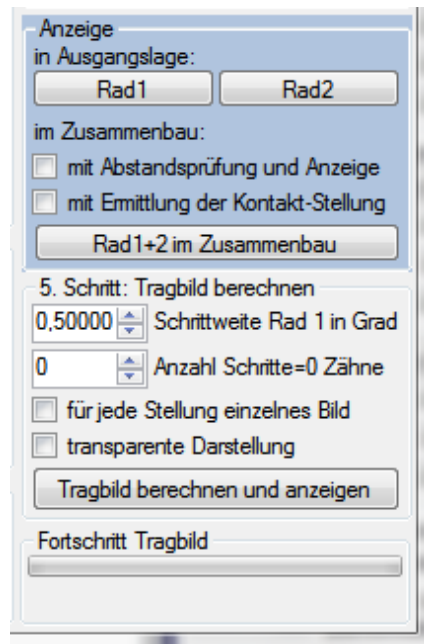 Anzeige
in Ausgangslage:
Rad1 Rad2
im Zusammenbau:
mit Abstandsprüfung und Anzeige
mit Ermittlung der Kontakt-Stellung
Rad1+2 im Zusammenbau
5. Schritt: Tragbild berechnen
0,50000 Schrittweite Rad 1 in Grad
0 Anzahl Schritte=0 Zähne
für jede Stellung einzelnes Bild
transparente Darstellung
Tragbild berechnen und anzeigen
Fortschritt Tragbild